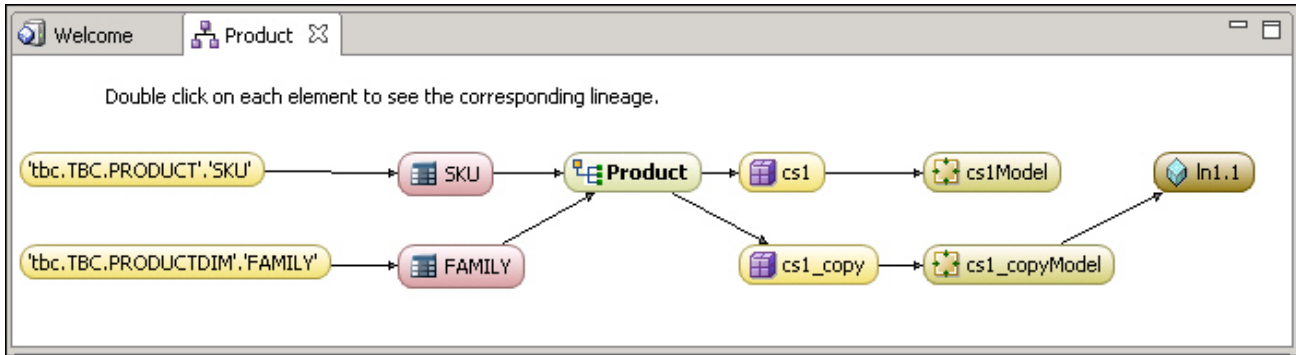 Welcome
Product
Double click on each element to see the corresponding lineage.
'tbc.TBC.PRODUCT'.'SKU'
SKU
Product
cs1
cs1Model
ln1.1
'tbc.TBC.PRODUCTDIM'.'FAMILY'
FAMILY
cs1_copy
cs1_copyModel